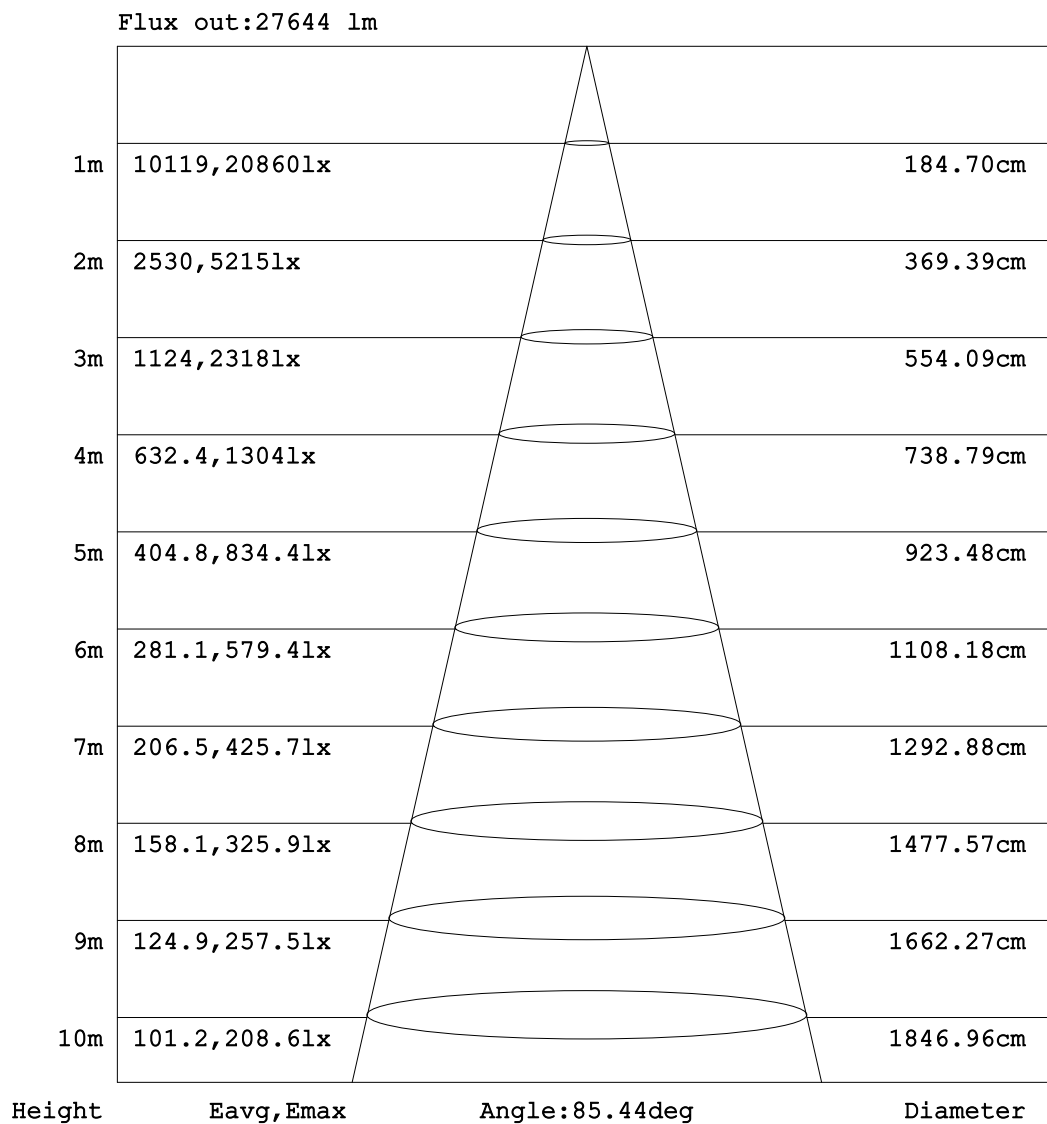 Flux out:27644 lm
1m 10119,20860lx 184.70cm
2m 2530,5215lx 369.39cm
3m 1124,2318lx 554.09cm
4m 632.4,1304lx 738.79cm
5m 404.8,834.4lx 923.48cm
6m 281.1,579.4lx 1108.18cm
7m 206.5,425.7lx 1292.88cm
8m 158.1,325.9lx 1477.57cm
9m 124.9,257.5lx 1662.27cm
10m 101.2,208.6lx 1846.96cm
Height Eavg,Emax Angle:85.44deg Diameter